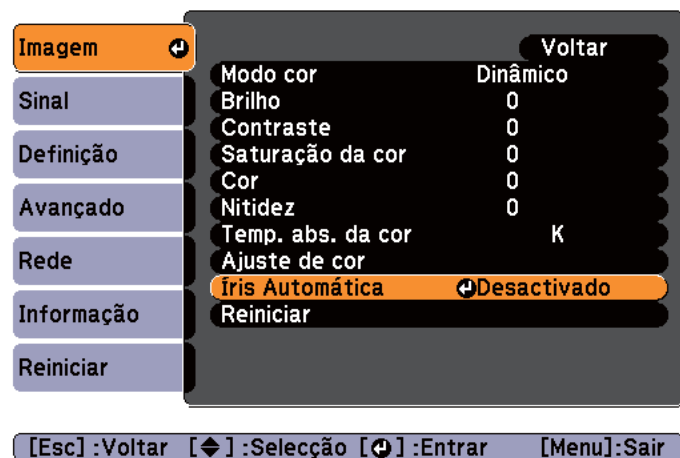 Imagem
Sinal
Definição
Avançado
Rede
Informação
Reiniciar
Voltar
Modo cor Dinâmico
Brilho 0
Contraste 0
Saturação da cor 0
Cor 0
Nitidez 0
Temp. abs. da cor K
Ajuste de cor
Íris Automática Desactivado
Reiniciar
[Esc] :Voltar [◆] :Selecção [↵] :Entrar [Menu]:Sair